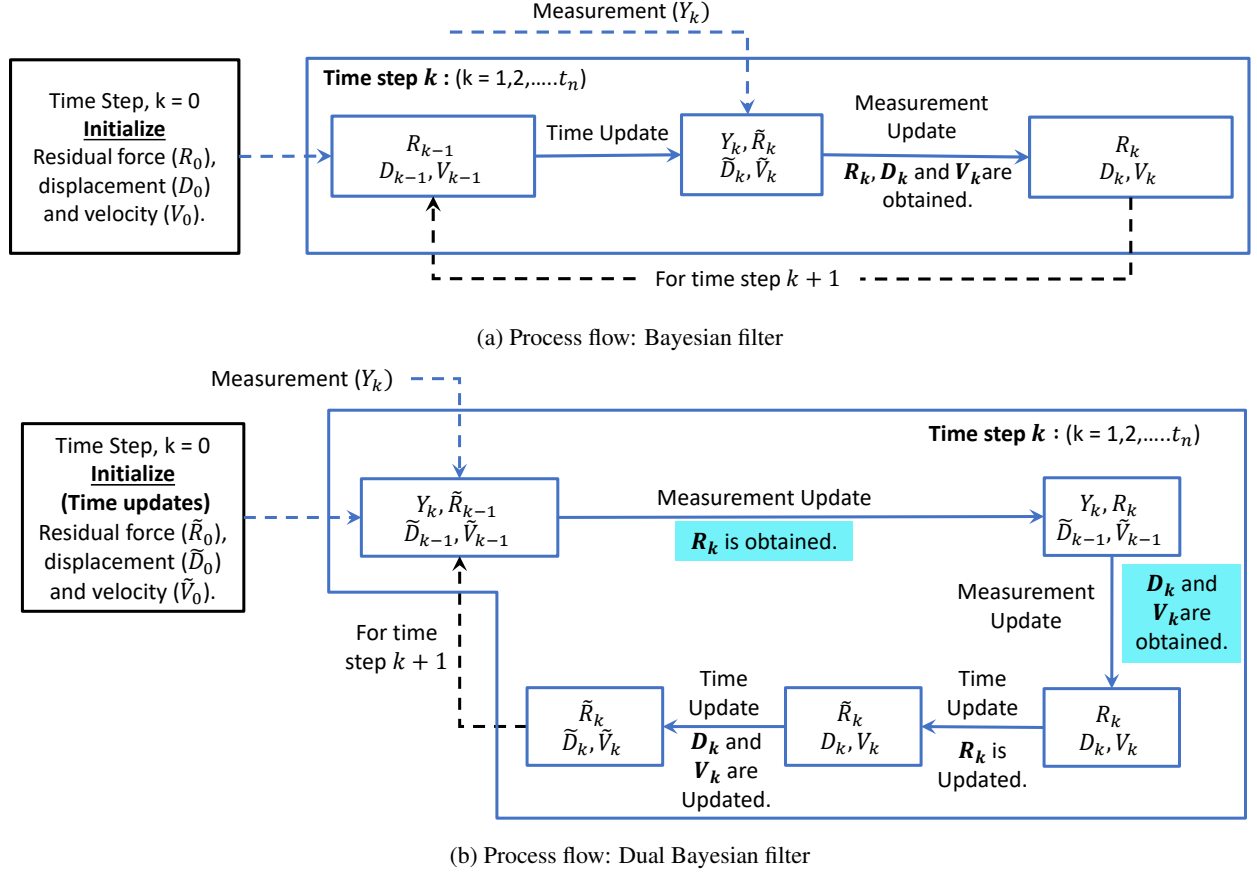 Measurement (Y_k)
Time Step, k = 0
Initialize
Residual force (R_0),
displacement (D_0)
and velocity (V_0).
Time step k : (k = 1,2,.....t_n)
R_{k-1}
D_{k-1}, V_{k-1}
Time Update
Y_k, R̃_k
D̃_k, Ṽ_k
Measurement
Update
R_k, D_k and V_k are
obtained.
R_k
D_k, V_k
For time step k + 1
(a) Process flow: Bayesian filter
Measurement (Y_k)
Time Step, k = 0
Initialize
(Time updates)
Residual force (R̃_0),
displacement (D̃_0)
and velocity (Ṽ_0).
Time step k : (k = 1,2,.....t_n)
Y_k, R̃_{k-1}
D̃_{k-1}, Ṽ_{k-1}
Measurement Update
R_k is obtained.
Y_k, R_k
D̃_{k-1}, Ṽ_{k-1}
Measurement
Update
D_k and
V_k are
obtained.
R_k
D_k, V_k
Time
Update
R_k is
Updated.
R̃_k
D_k, V_k
Time
Update
D_k and
V_k are
Updated.
R̃_k
D̃_k, Ṽ_k
For time
step k + 1
(b) Process flow: Dual Bayesian filter